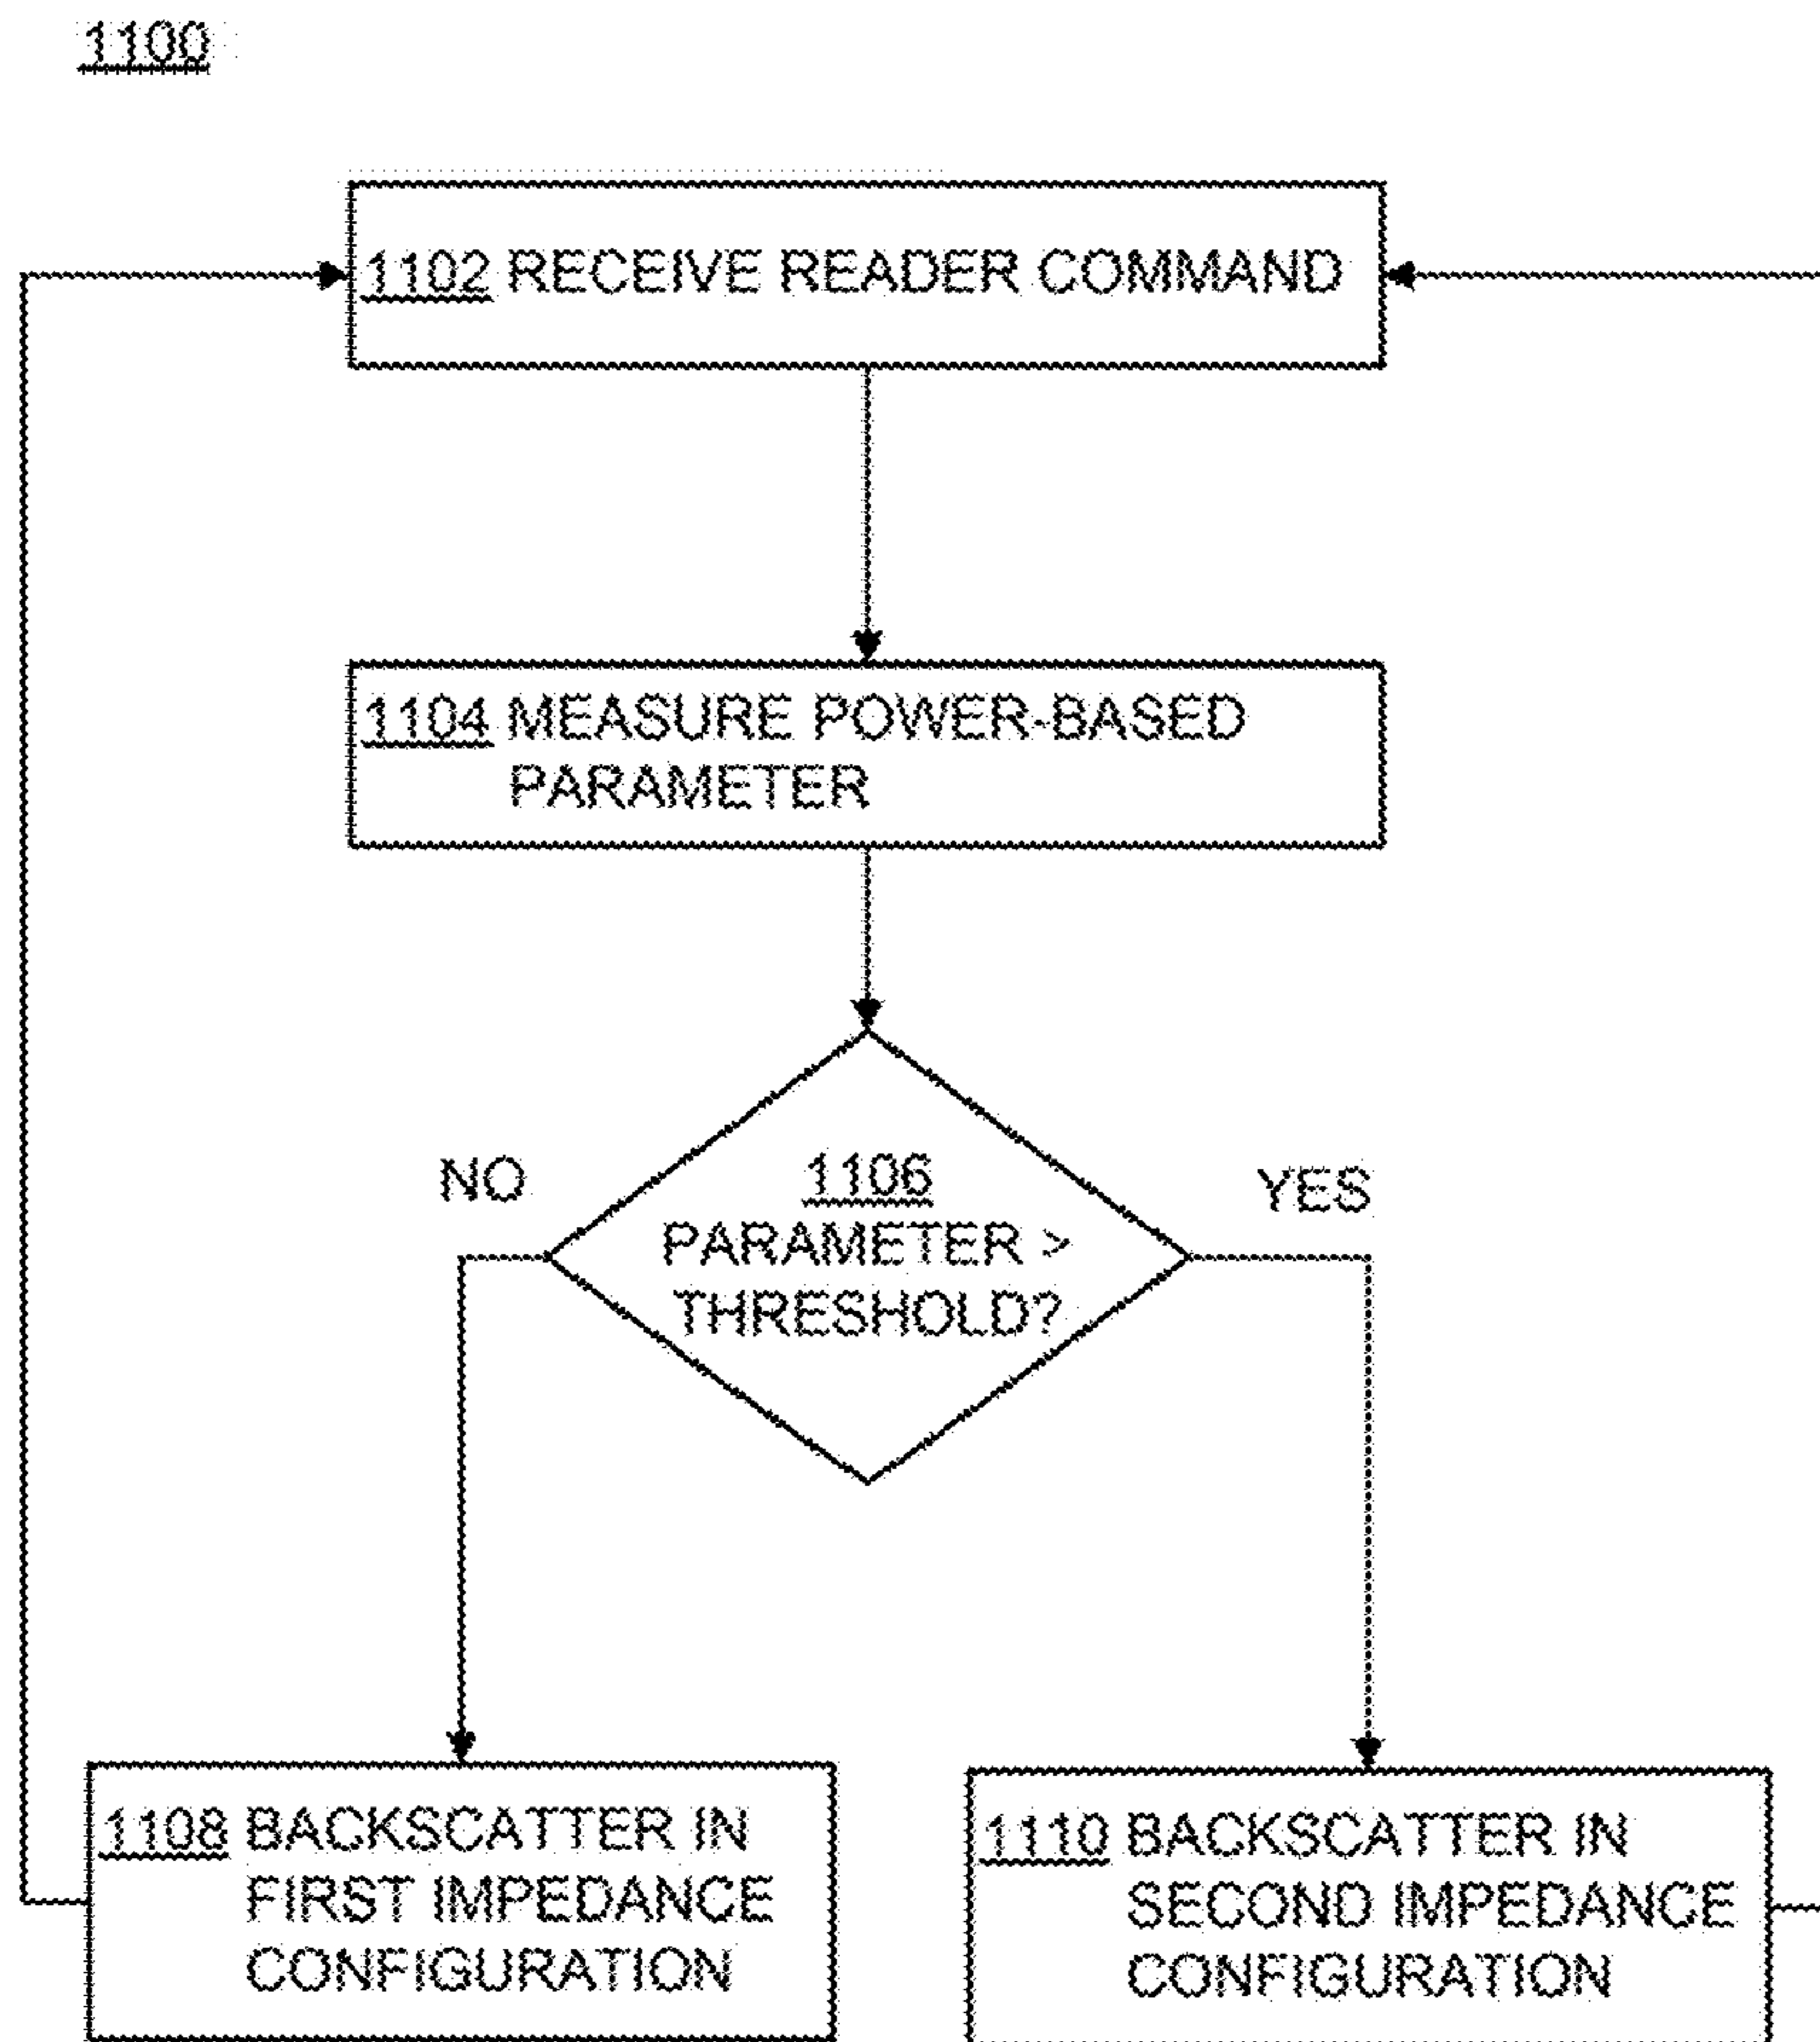 1100
1102 RECEIVE READER COMMAND
1104 MEASURE POWER-BASED
PARAMETER
1106
PARAMETER >
THRESHOLD?
NO
YES
1108 BACKSCATTER IN
FIRST IMPEDANCE
CONFIGURATION
1110 BACKSCATTER IN
SECOND IMPEDANCE
CONFIGURATION